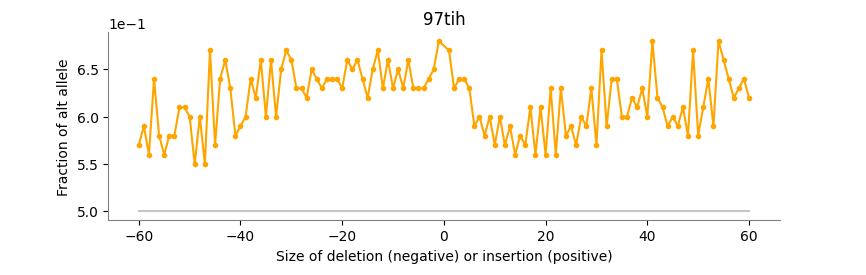 97tih
1e−1
Fraction of alt allele
6.5
6.0
5.5
5.0
−60 −40 −20 0 20 40 60
Size of deletion (negative) or insertion (positive)